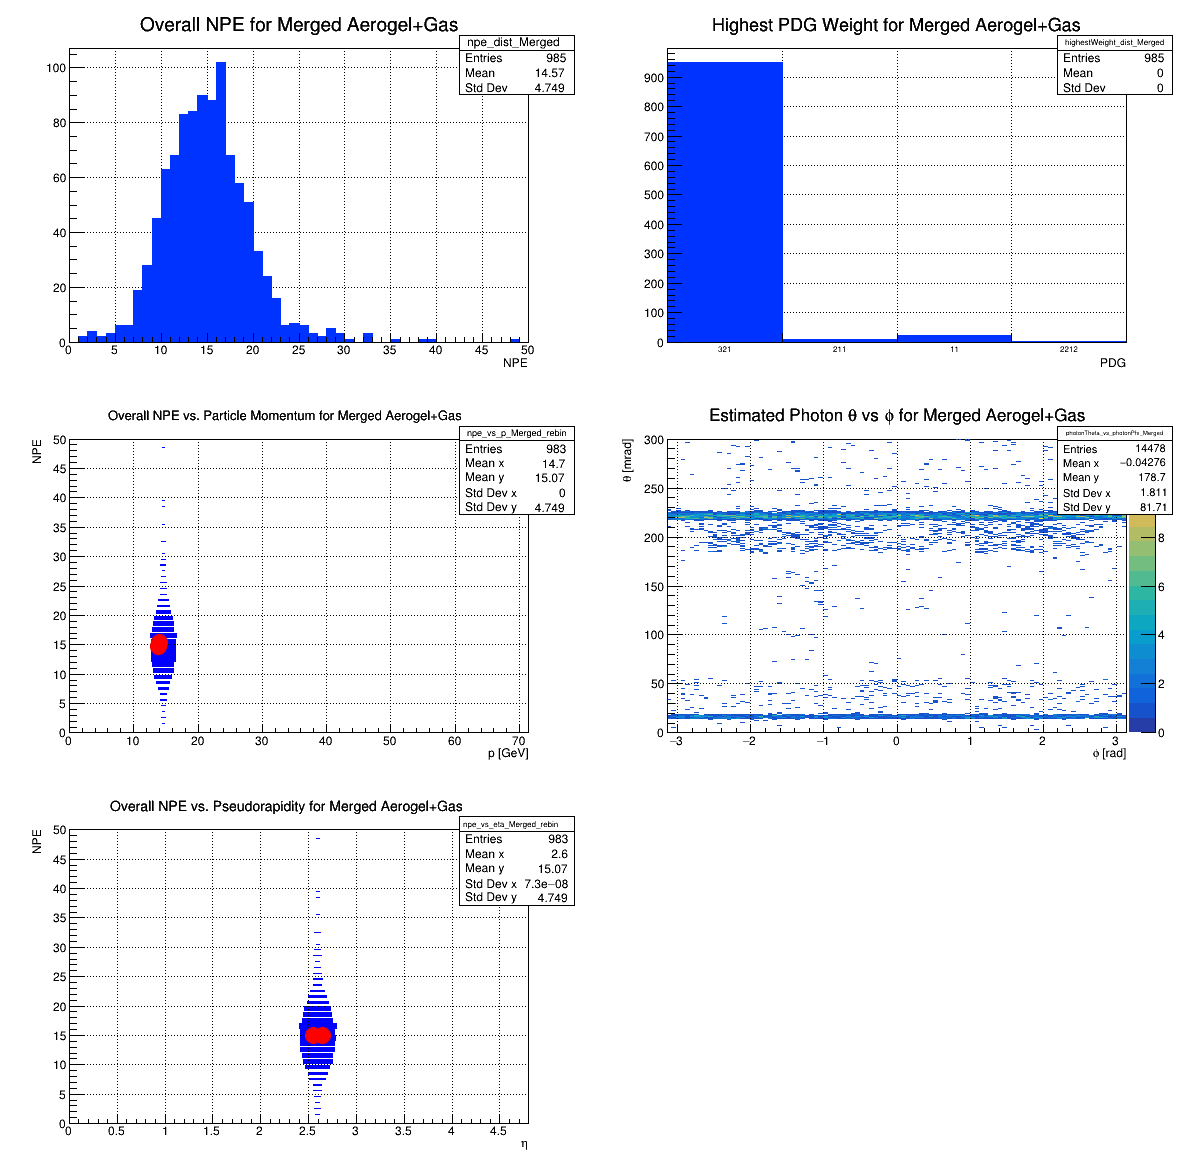 Overall NPE for Merged Aerogel+Gas
npe_dist_Merged
Entries 985
Mean 14.57
Std Dev 4.749
100
80
60
40
20
0
0 5 10 15 20 25 30 35 40 45 50
NPE
Highest PDG Weight for Merged Aerogel+Gas
highestWeight_dist_Merged
Entries 985
Mean 0
Std Dev 0
900
800
700
600
500
400
300
200
100
0
321 211 11 2212
PDG
Overall NPE vs. Particle Momentum for Merged Aerogel+Gas
npe_vs_p_Merged_rebin
Entries 983
Mean x 14.7
Mean y 15.07
Std Dev x 0
Std Dev y 4.749
NPE
50
45
40
35
30
25
20
15
10
5
0
0 10 20 30 40 50 60 70
p [GeV]
Estimated Photon θ vs ϕ for Merged Aerogel+Gas
photonTheta_vs_photonPhi_Merged
Entries 14478
Mean x −0.04276
Mean y 178.7
Std Dev x 1.811
Std Dev y 81.71
θ [mrad]
300
250
200
150
100
50
0
−3 −2 −1 0 1 2 3
ϕ [rad]
8
6
4
2
0
Overall NPE vs. Pseudorapidity for Merged Aerogel+Gas
npe_vs_eta_Merged_rebin
Entries 983
Mean x 2.6
Mean y 15.07
Std Dev x 7.3e−08
Std Dev y 4.749
NPE
50
45
40
35
30
25
20
15
10
5
0
0 0.5 1 1.5 2 2.5 3 3.5 4 4.5
η